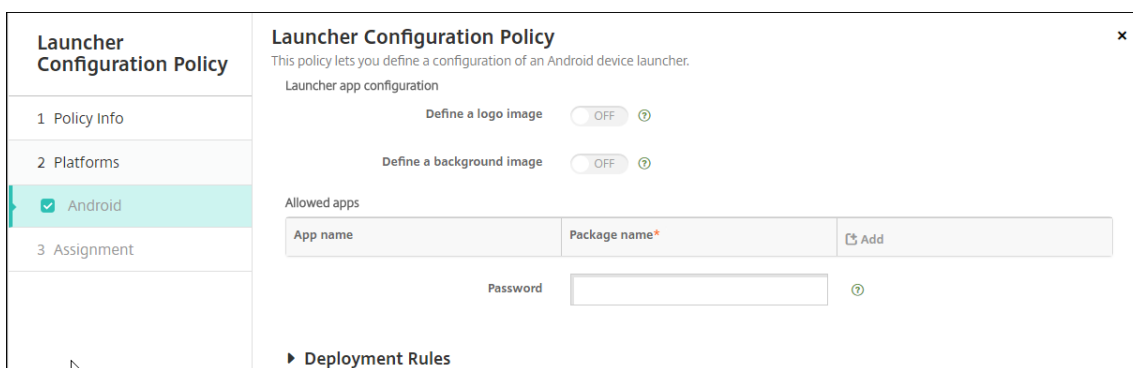 Launcher
Configuration Policy
1 Policy Info
2 Platforms
Android
3 Assignment
Launcher Configuration Policy
×
This policy lets you define a configuration of an Android device launcher.
Launcher app configuration
Define a logo image OFF ?
Define a background image OFF ?
Allowed apps
App name Package name* Add
Password ?
Deployment Rules